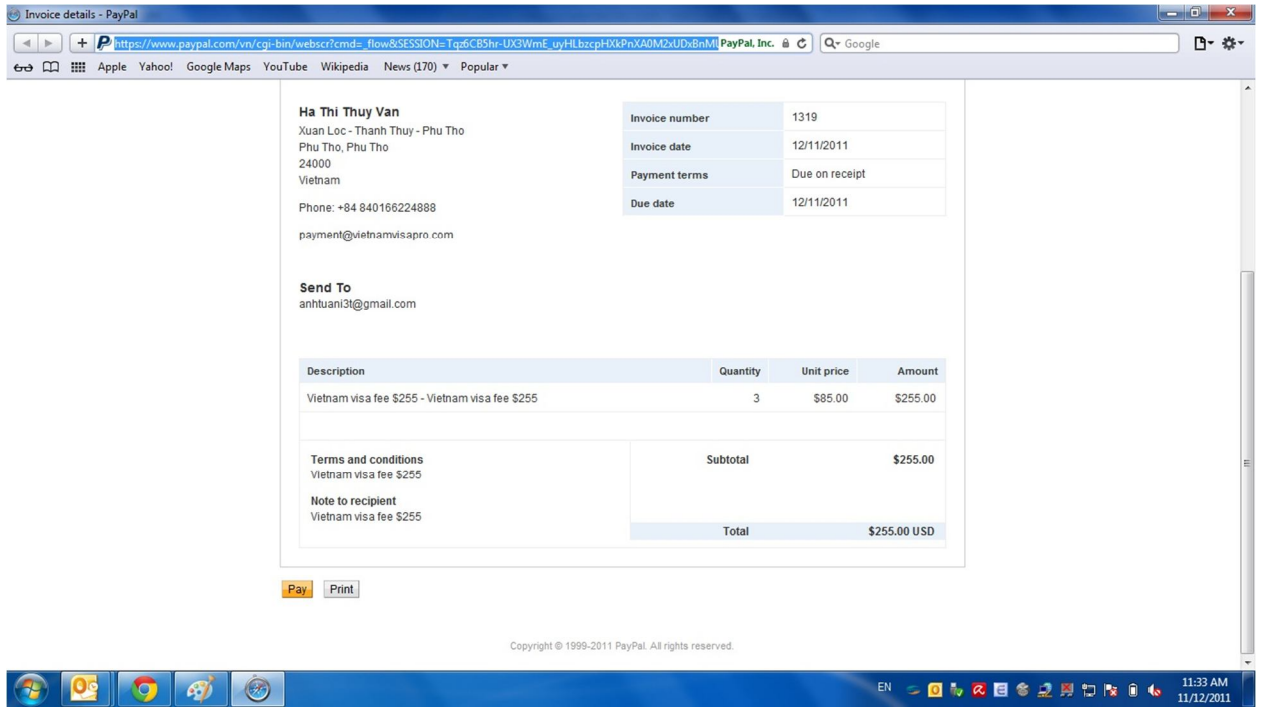 Invoice details - PayPal
https://www.paypal.com/vn/cgi-bin/webscr?cmd=_flow&SESSION=Tqz6CB5hr-UX3WmE_uyHLbzcpHXkPnXA0M2xUDxBnMl PayPal, Inc. Google
Apple Yahoo! Google Maps YouTube Wikipedia News (170) Popular
Ha Thi Thuy Van
Xuan Loc - Thanh Thuy - Phu Tho
Phu Tho, Phu Tho
24000
Vietnam
Phone: +84 840166224888
payment@vietnamvisapro.com
Invoice number 1319
Invoice date 12/11/2011
Payment terms Due on receipt
Due date 12/11/2011
Send To
anhtuani3t@gmail.com
Description Quantity Unit price Amount
Vietnam visa fee $255 - Vietnam visa fee $255 3 $85.00 $255.00
Terms and conditions
Vietnam visa fee $255
Note to recipient
Vietnam visa fee $255
Subtotal $255.00
Total $255.00 USD
Pay Print
Copyright © 1999-2011 PayPal. All rights reserved.
EN 11:33 AM
11/12/2011